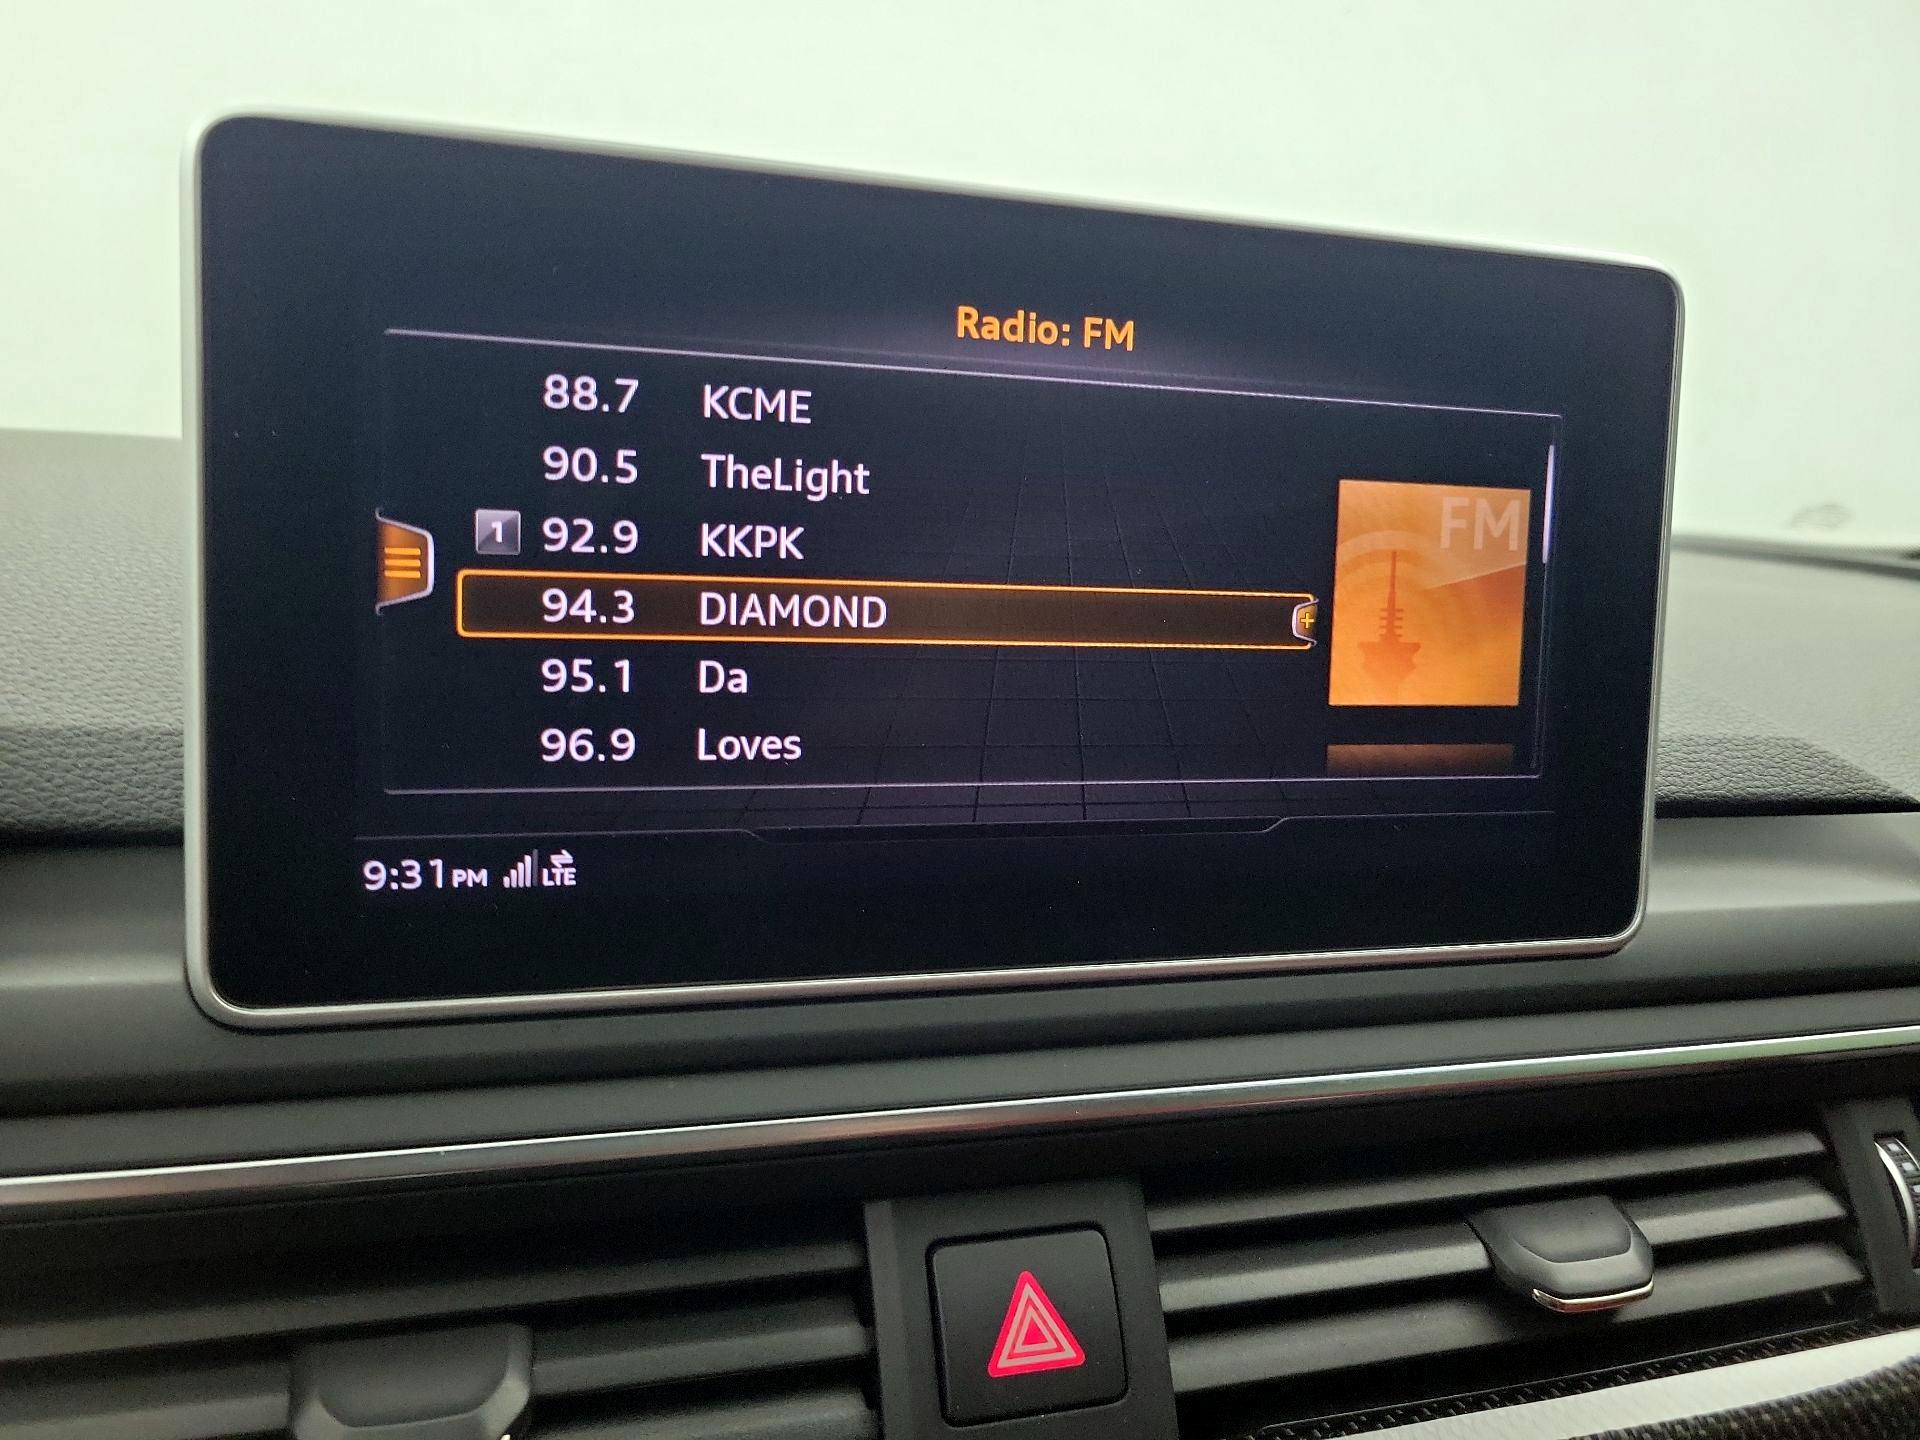 Radio: FM
88.7 KCME
90.5 TheLight
1 92.9 KKPK
94.3 DIAMOND
95.1 Da
96.9 Loves
FM
9:31 PM LTE